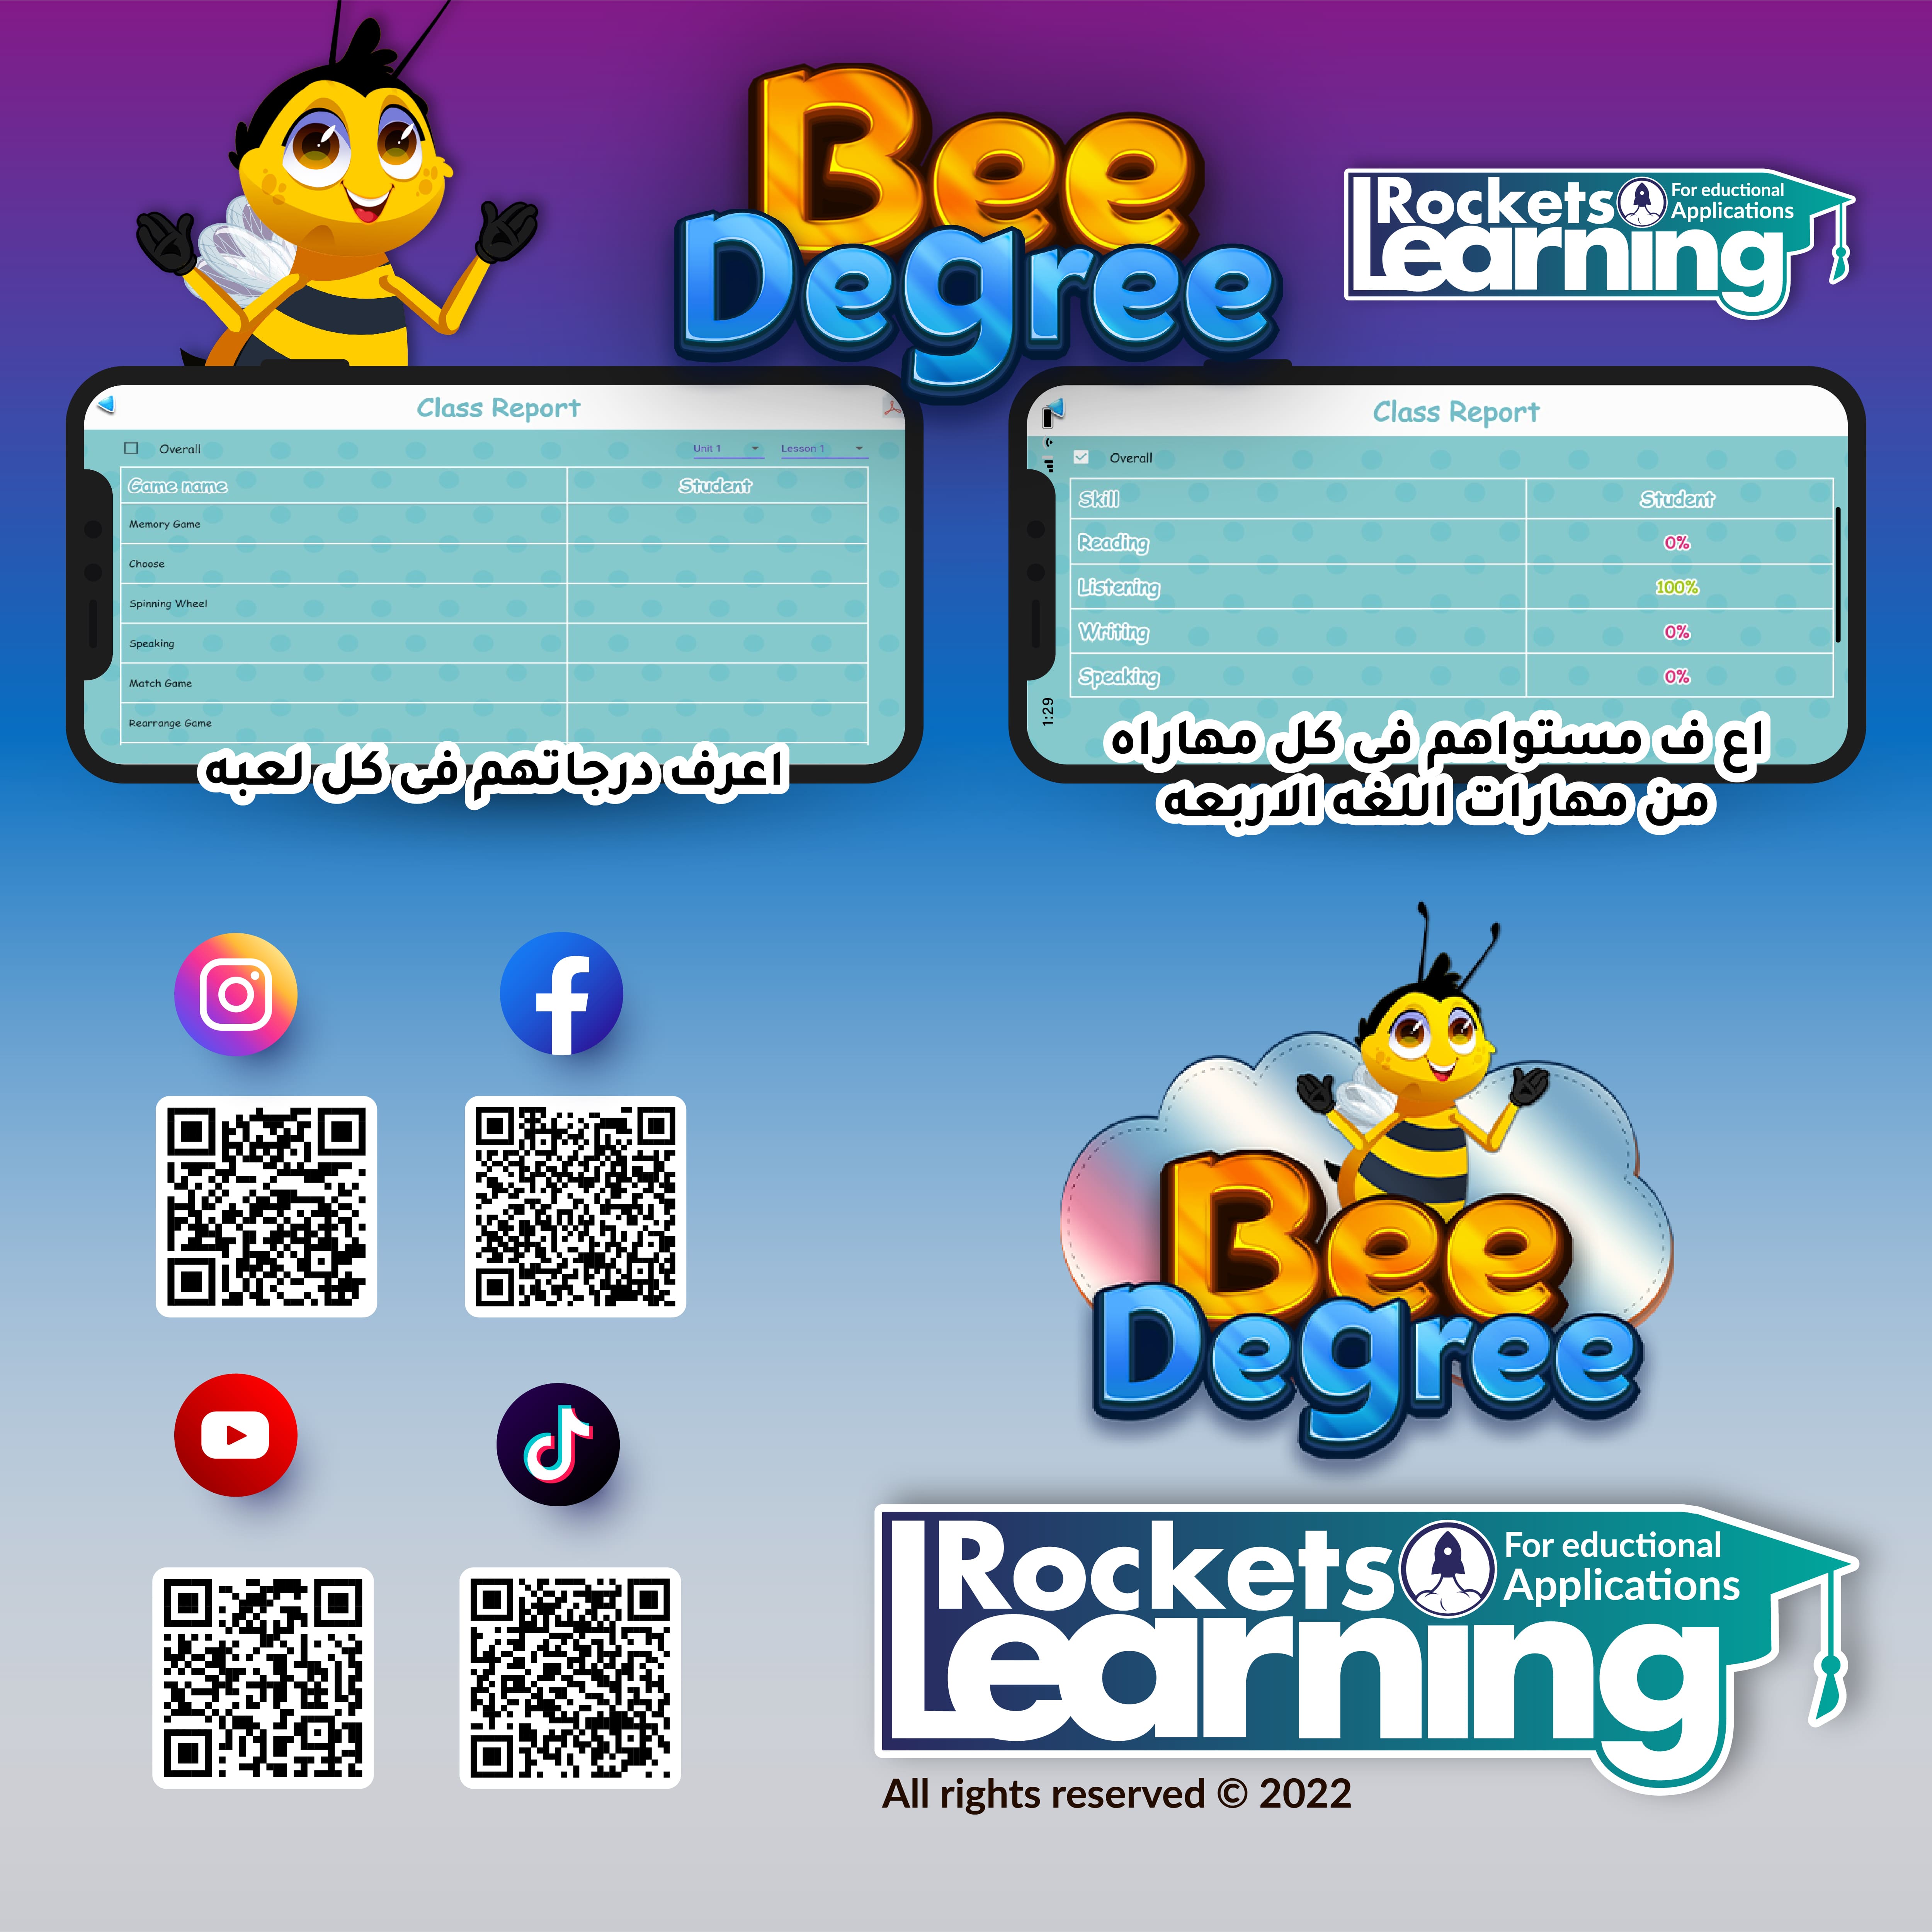 Bee
Degree
Rockets
For eductional
Applications
Learning
Class Report
Overall
Unit 1
Lesson 1
Game name
Student
Memory Game
Choose
Spinning Wheel
Speaking
Match Game
Rearrange Game
اعرف درجاتهم فى كل لعبه
Class Report
Overall
Skill
Student
Reading
0%
Listening
100%
Writing
0%
Speaking
0%
1:29
اع ف مستواهم فى كل مهاراه
من مهارات اللغه الاربعه
Bee
Degree
Rockets
For eductional
Applications
Learning
All rights reserved © 2022